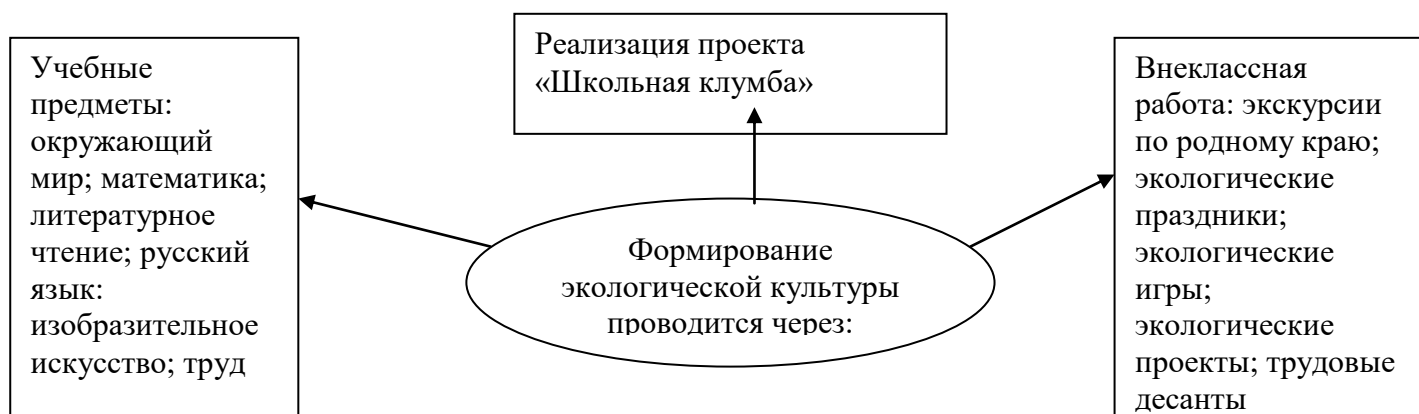 Учебные
предметы:
окружающий
мир; математика;
литературное
чтение; русский
язык:
изобразительное
искусство; труд
Реализация проекта
«Школьная клумба»
Формирование
экологической культуры
проводится через:
Внеклассная
работа: экскурсии
по родному краю;
экологические
праздники;
экологические
игры;
экологические
проекты; трудовые
десанты